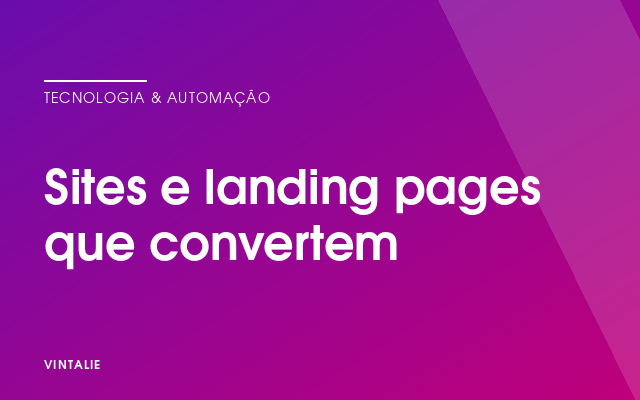 TECNOLOGIA & AUTOMAÇÃO
Sites e landing pages
que convertem
VINTALIE